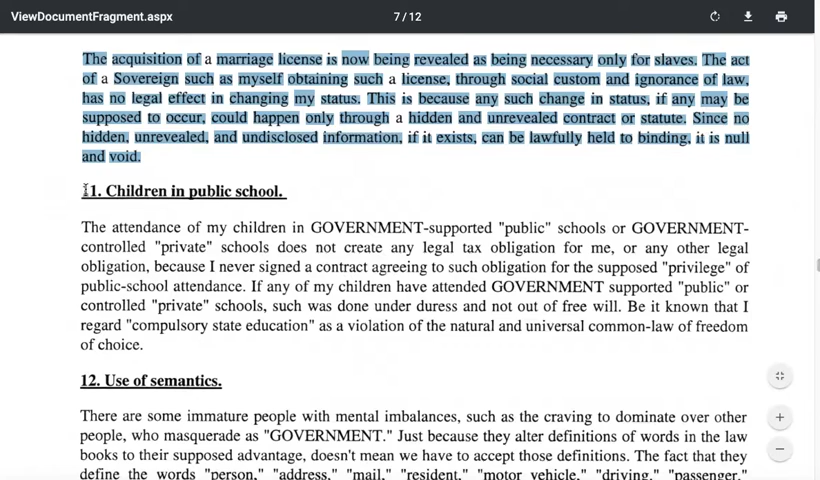 ViewDocumentFragment.aspx
7 / 12
The acquisition of a marriage license is now being revealed as being necessary only for slaves. The act
of a Sovereign such as myself obtaining such a license, through social custom and ignorance of law,
has no legal effect in changing my status. This is because any such change in status, if any may be
supposed to occur, could happen only through a hidden and unrevealed contract or statute. Since no
hidden, unrevealed, and undisclosed information, if it exists, can be lawfully held to binding, it is null
and void.
11. Children in public school.
The attendance of my children in GOVERNMENT-supported "public" schools or GOVERNMENT-
controlled "private" schools does not create any legal tax obligation for me, or any other legal
obligation, because I never signed a contract agreeing to such obligation for the supposed "privilege" of
public-school attendance. If any of my children have attended GOVERNMENT supported "public" or
controlled "private" schools, such was done under duress and not out of free will. Be it known that I
regard "compulsory state education" as a violation of the natural and universal common-law of freedom
of choice.
12. Use of semantics.
There are some immature people with mental imbalances, such as the craving to dominate over other
people, who masquerade as "GOVERNMENT." Just because they alter definitions of words in the law
books to their supposed advantage, doesn't mean we have to accept those definitions. The fact that they
define the words "person," "address," "mail," "resident," "motor vehicle," "driving," "passenger,"